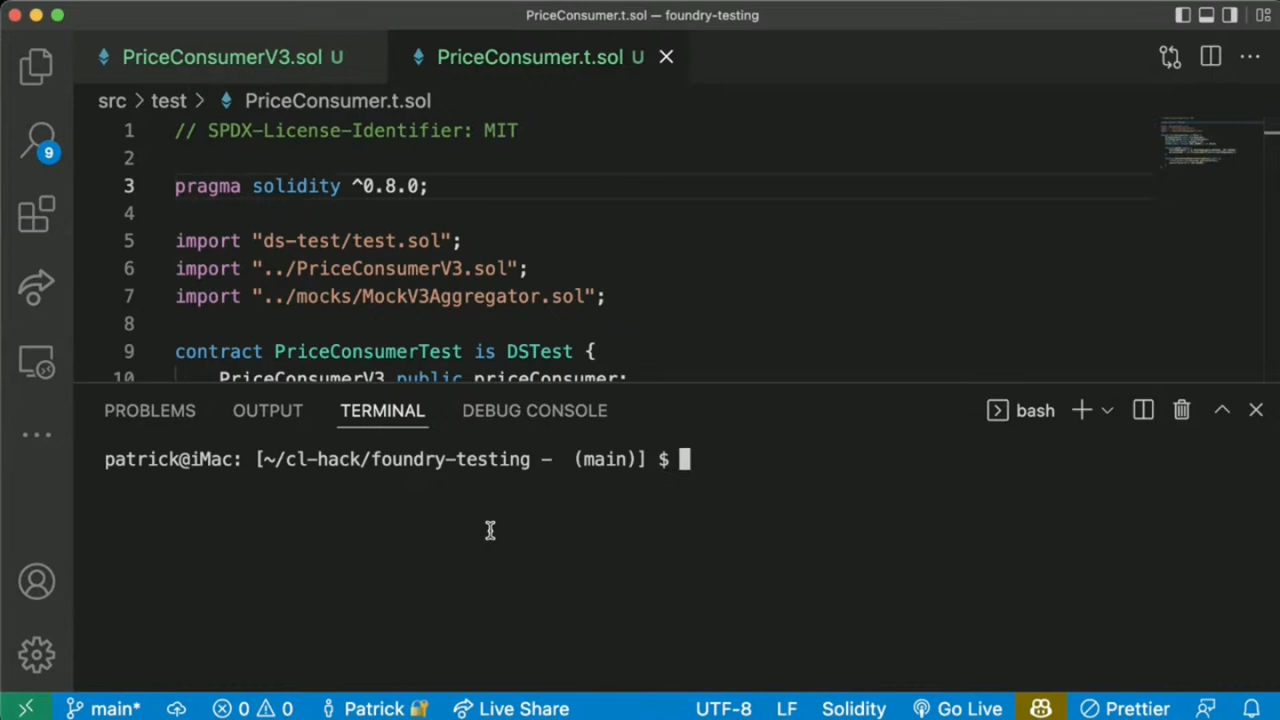 PriceConsumer.t.sol — foundry-testing
PriceConsumerV3.sol U
PriceConsumer.t.sol U
src > test > PriceConsumer.t.sol
1 // SPDX-License-Identifier: MIT
2
3 pragma solidity ^0.8.0;
4
5 import "ds-test/test.sol";
6 import "../PriceConsumerV3.sol";
7 import "../mocks/MockV3Aggregator.sol";
8
9 contract PriceConsumerTest is DSTest {
10 PriceConsumerV3 public priceConsumer;
9
PROBLEMS OUTPUT TERMINAL DEBUG CONSOLE bash
patrick@iMac: [~/cl-hack/foundry-testing - (main)] $
main* 0 0 Patrick Live Share UTF-8 LF Solidity Go Live Prettier